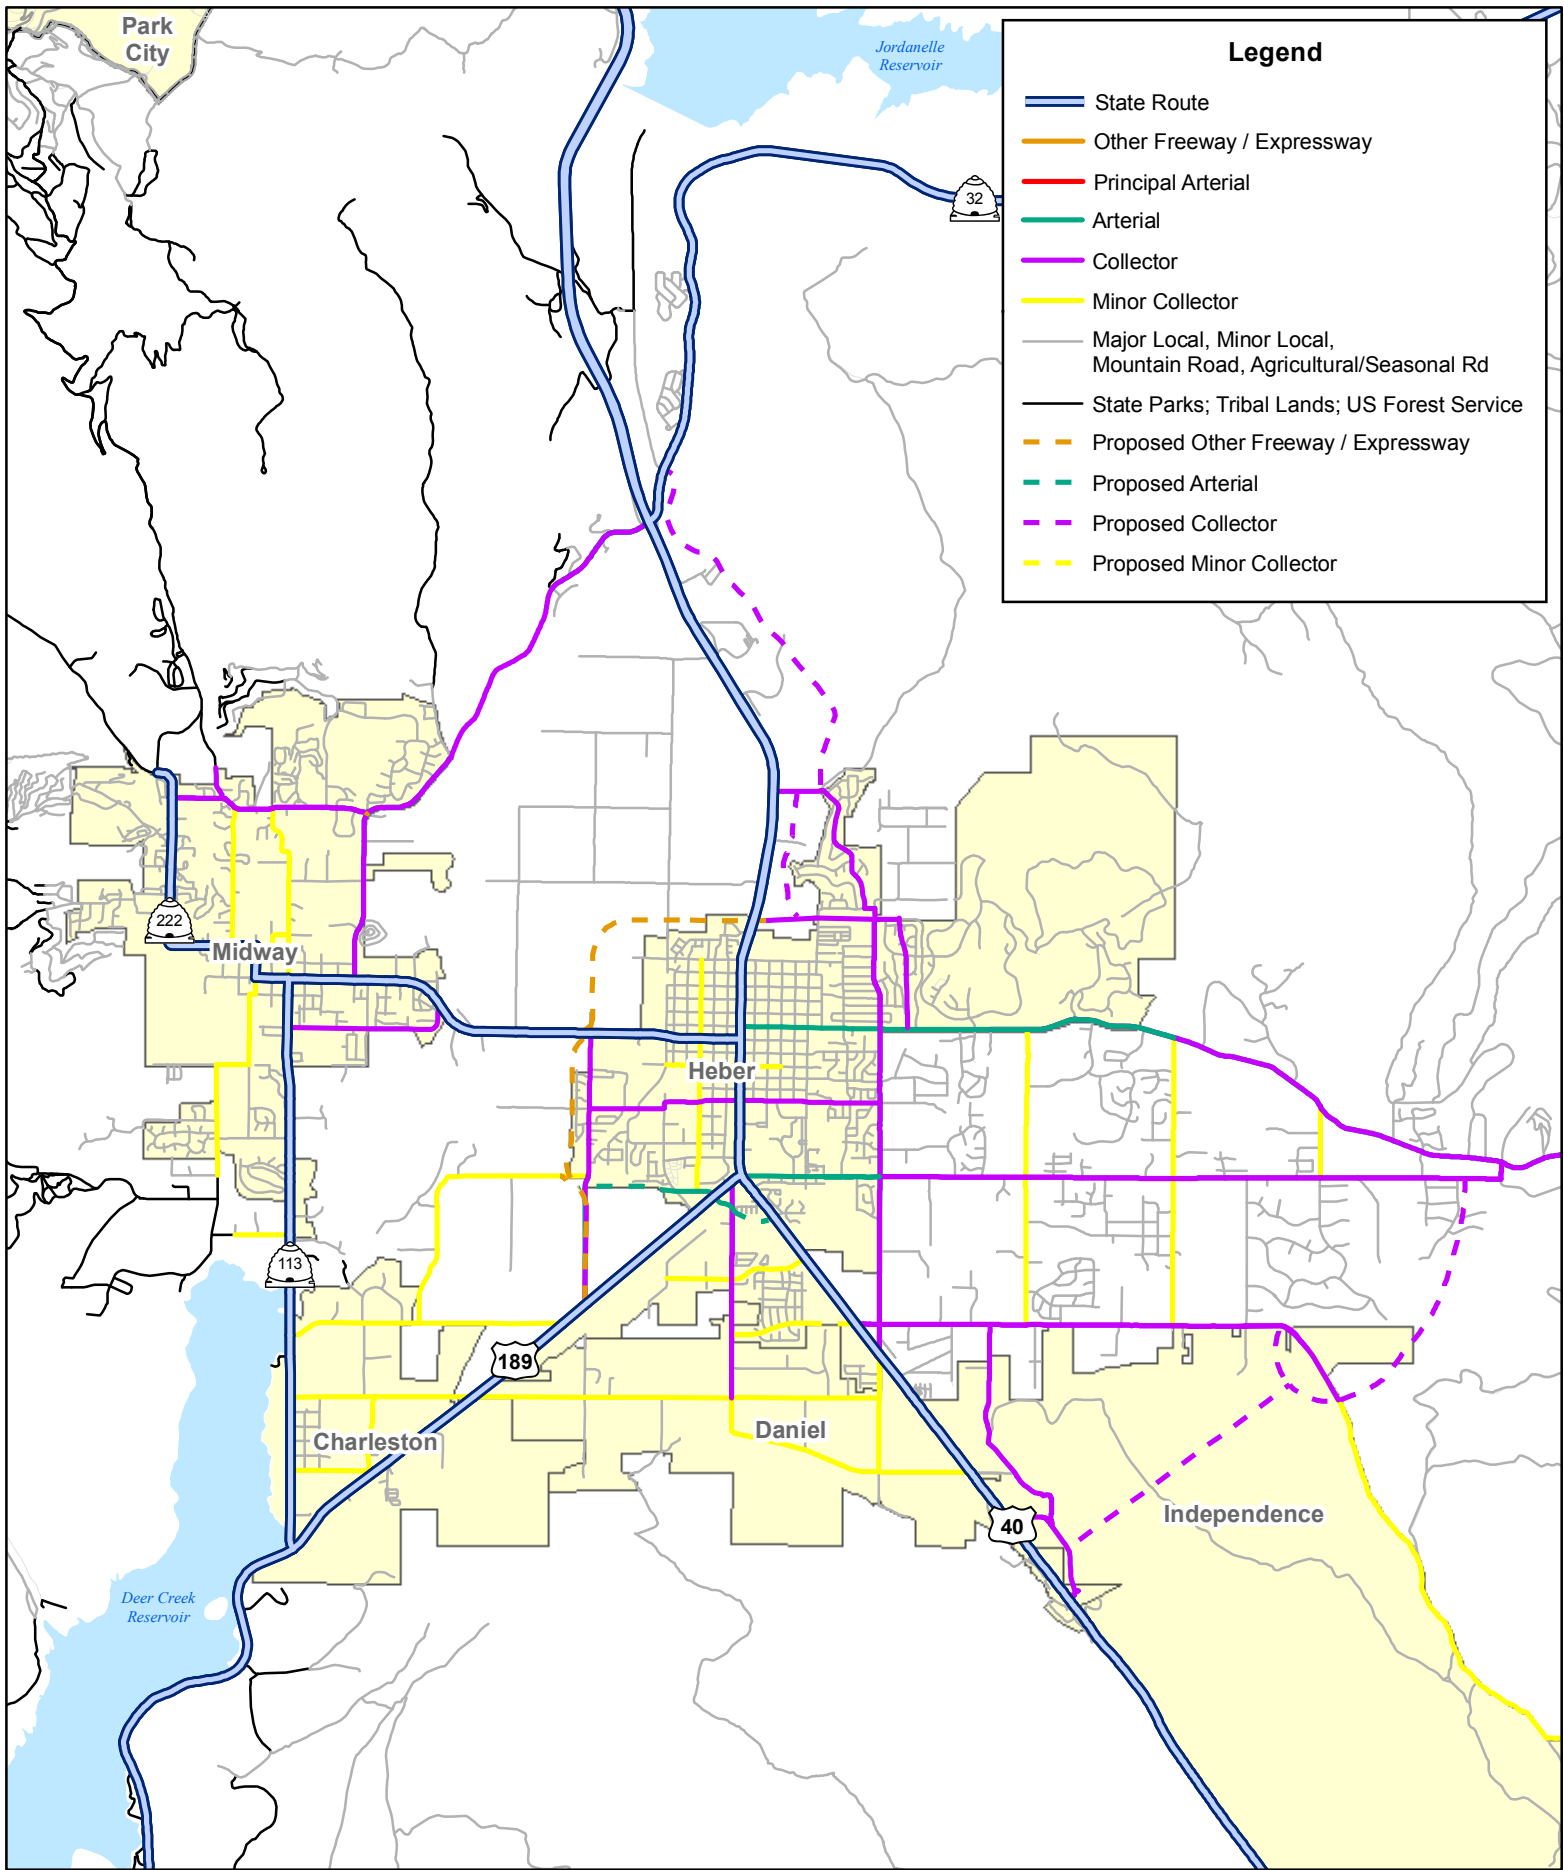 Park
City
Jordanelle
Reservoir
Legend
State Route
Other Freeway / Expressway
Principal Arterial
Arterial
Collector
Minor Collector
Major Local, Minor Local,
Mountain Road, Agricultural/Seasonal Rd
State Parks; Tribal Lands; US Forest Service
Proposed Other Freeway / Expressway
Proposed Arterial
Proposed Collector
Proposed Minor Collector
32
222
Midway
Heber
113
189
Charleston
Daniel
40
Independence
Deer Creek
Reservoir